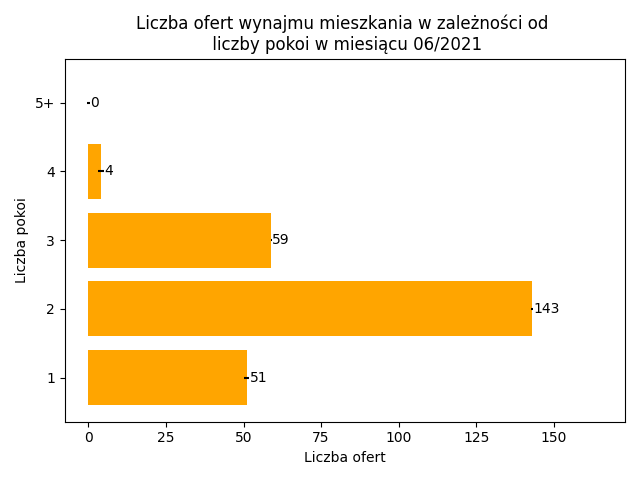 Liczba ofert wynajmu mieszkania w zależności od
liczby pokoi w miesiącu 06/2021
Liczba pokoi
5+
0
4
4
3
59
2
143
1
51
0 25 50 75 100 125 150
Liczba ofert